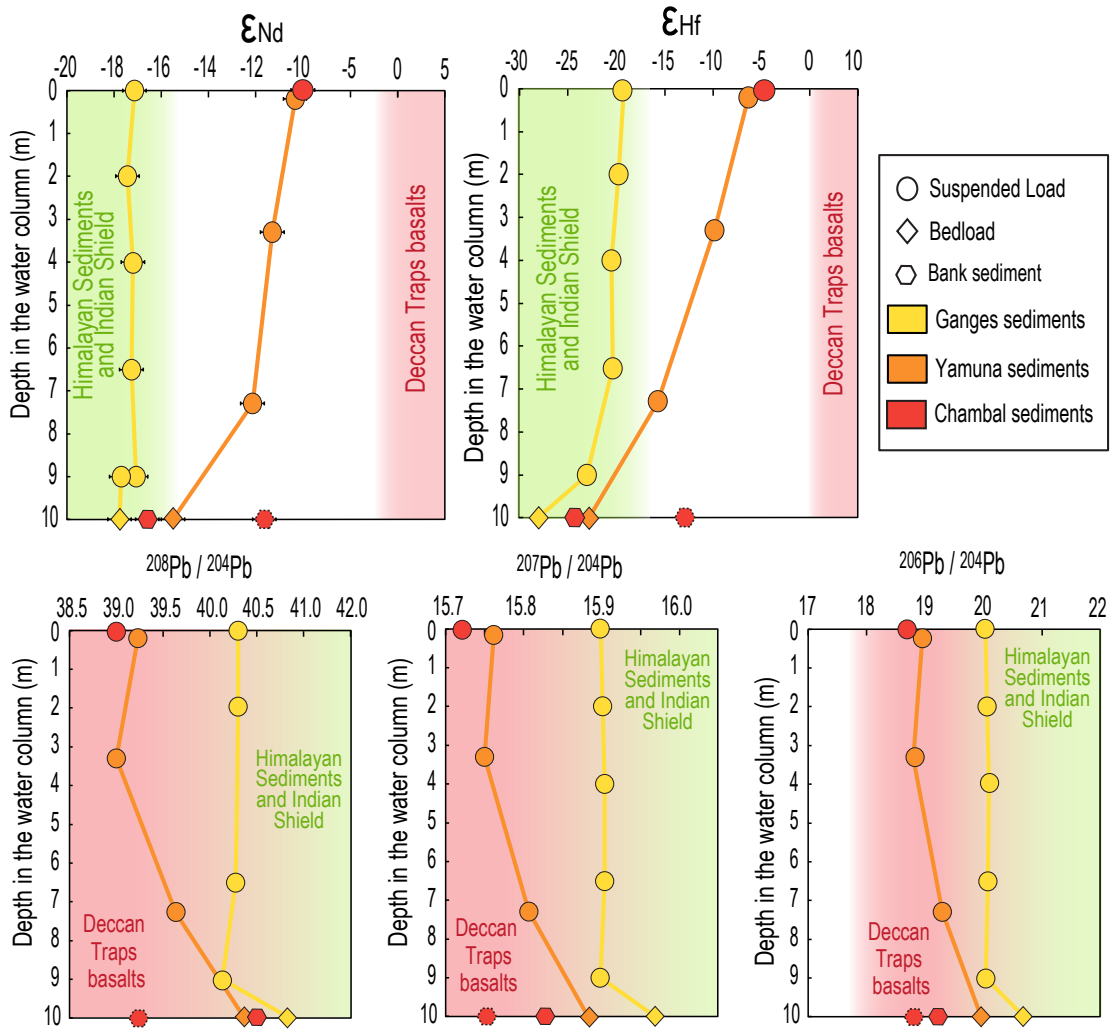 εNd
-20 -18 -16 -14 -12 -10 -5 0 5
Depth in the water column (m)
0
1
2
3
4
5
6
7
8
9
10
Himalayan Sediments
and Indian Shield
Deccan Traps basalts
εHf
-30 -25 -20 -15 -10 -5 0 10
Depth in the water column (m)
0
1
2
3
4
5
6
7
8
9
10
Himalayan Sediments
and Indian Shield
Deccan Traps basalts
Suspended Load
Bedload
Bank sediment
Ganges sediments
Yamuna sediments
Chambal sediments
208Pb / 204Pb
38.5 39.0 39.5 40.0 40.5 41.0 42.0
Depth in the water column (m)
0
1
2
3
4
5
6
7
8
9
10
Himalayan
Sediments
and Indian
Shield
Deccan
Traps
basalts
207Pb / 204Pb
15.7 15.8 15.9 16.0
Depth in the water column (m)
0
1
2
3
4
5
6
7
8
9
10
Himalayan
Sediments
and Indian
Shield
Deccan
Traps
basalts
206Pb / 204Pb
17 18 19 20 21 22
Depth in the water column (m)
0
1
2
3
4
5
6
7
8
9
10
Himalayan
Sediments
and Indian
Shield
Deccan
Traps
basalts